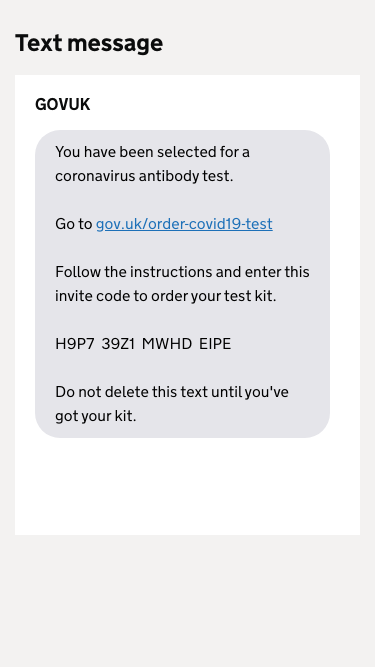 Text message
GOVUK
You have been selected for a
coronavirus antibody test.
Go to gov.uk/order-covid19-test
Follow the instructions and enter this
invite code to order your test kit.
H9P7 39Z1 MWHD EIPE
Do not delete this text until you've
got your kit.